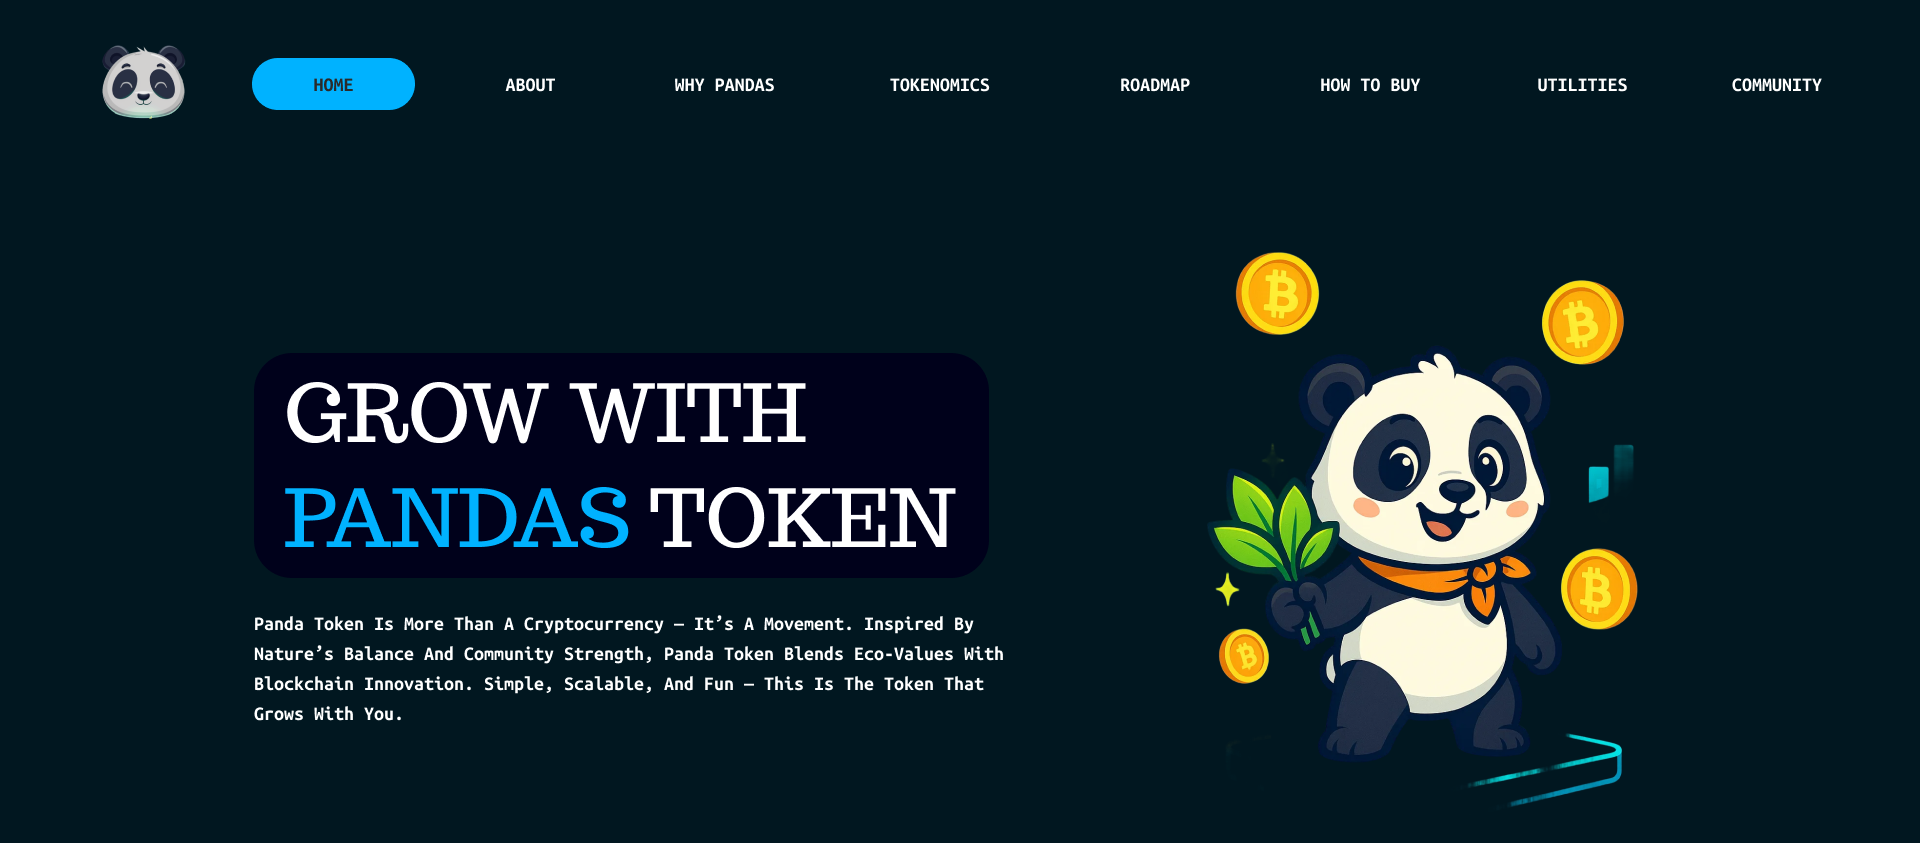 HOME
ABOUT
WHY PANDAS
TOKENOMICS
ROADMAP
HOW TO BUY
UTILITIES
COMMUNITY
GROW WITH
PANDAS TOKEN
Panda Token Is More Than A Cryptocurrency — It’s A Movement. Inspired By
Nature’s Balance And Community Strength, Panda Token Blends Eco-Values With
Blockchain Innovation. Simple, Scalable, And Fun — This Is The Token That
Grows With You.